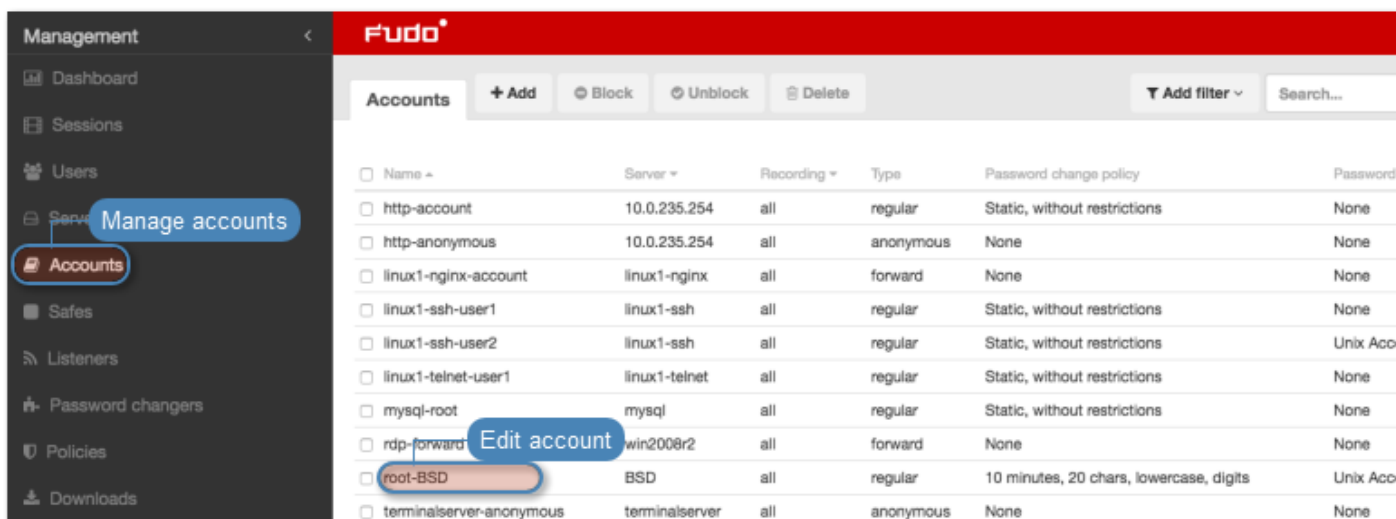 Management
Fudo
Dashboard
Accounts
+ Add
Block
Unblock
Delete
Add filter
Search...
Sessions
Users
Name Server Recording Type Password change policy Password
http-account 10.0.235.254 all regular Static, without restrictions None
Manage accounts
http-anonymous 10.0.235.254 all anonymous None None
Accounts
linux1-nginx-account linux1-nginx all forward None None
Safes
linux1-ssh-user1 linux1-ssh all regular Static, without restrictions None
Listeners
linux1-ssh-user2 linux1-ssh all regular Static, without restrictions Unix Acc
linux1-telnet-user1 linux1-telnet all regular Static, without restrictions None
Password changers
mysql-root mysql all regular Static, without restrictions None
Edit account
Policies
rdp-forward win2008r2 all forward None None
root-BSD BSD all regular 10 minutes, 20 chars, lowercase, digits Unix Acc
Downloads
terminalserver-anonymous terminalserver all anonymous None None